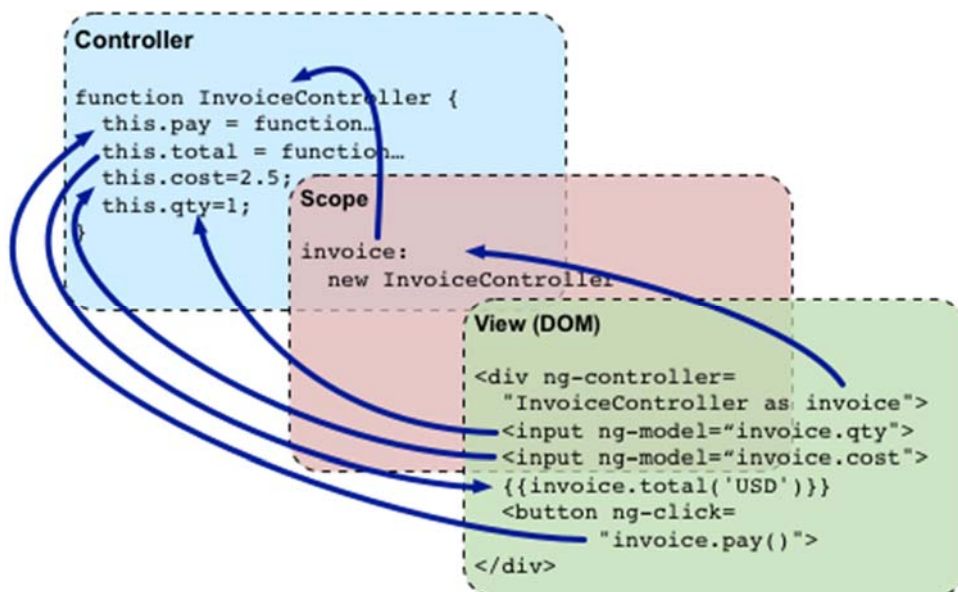 Controller
function InvoiceController {
this.pay = function…
this.total = function…
this.cost=2.5;
this.qty=1;
}
Scope
invoice:
new InvoiceController
View (DOM)
<div ng-controller=
"InvoiceController as invoice">
<input ng-model=“invoice.qty">
<input ng-model=“invoice.cost">
{{invoice.total('USD')}}
<button ng-click=
"invoice.pay()">
</div>